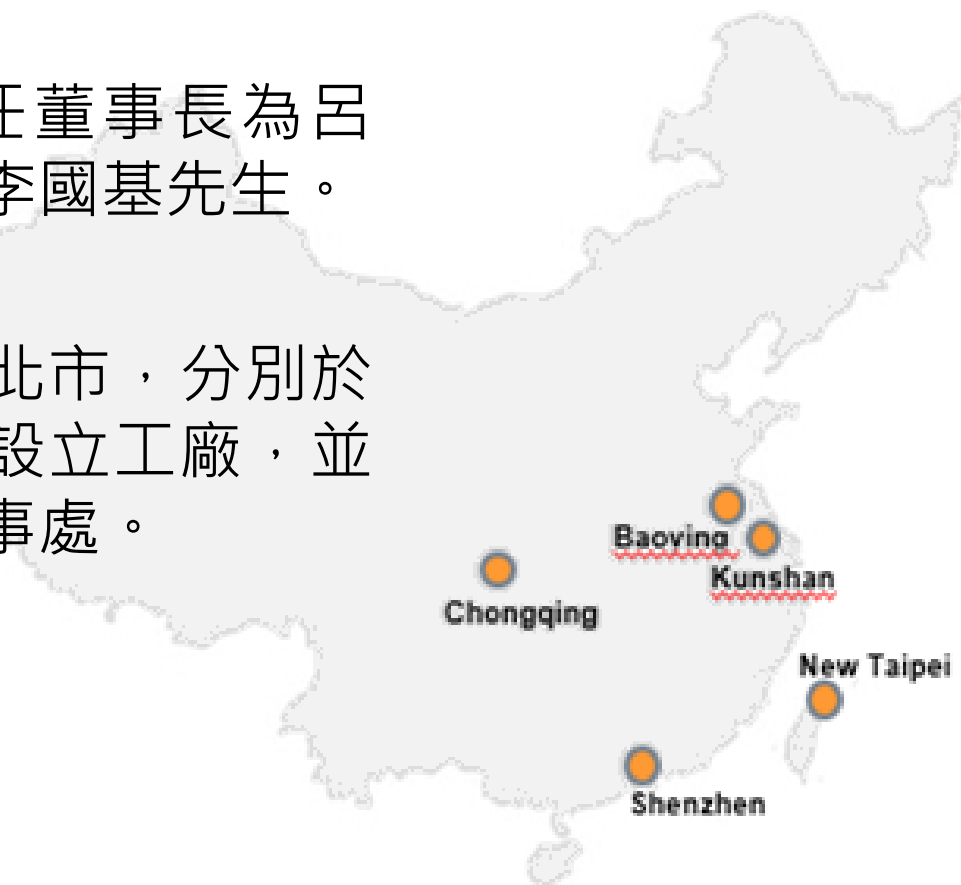 任董事長為呂
李國基先生。
北市，分別於
設立工廠，並
事處。
Baoying
Kunshan
Chongqing
New Taipei
Shenzhen